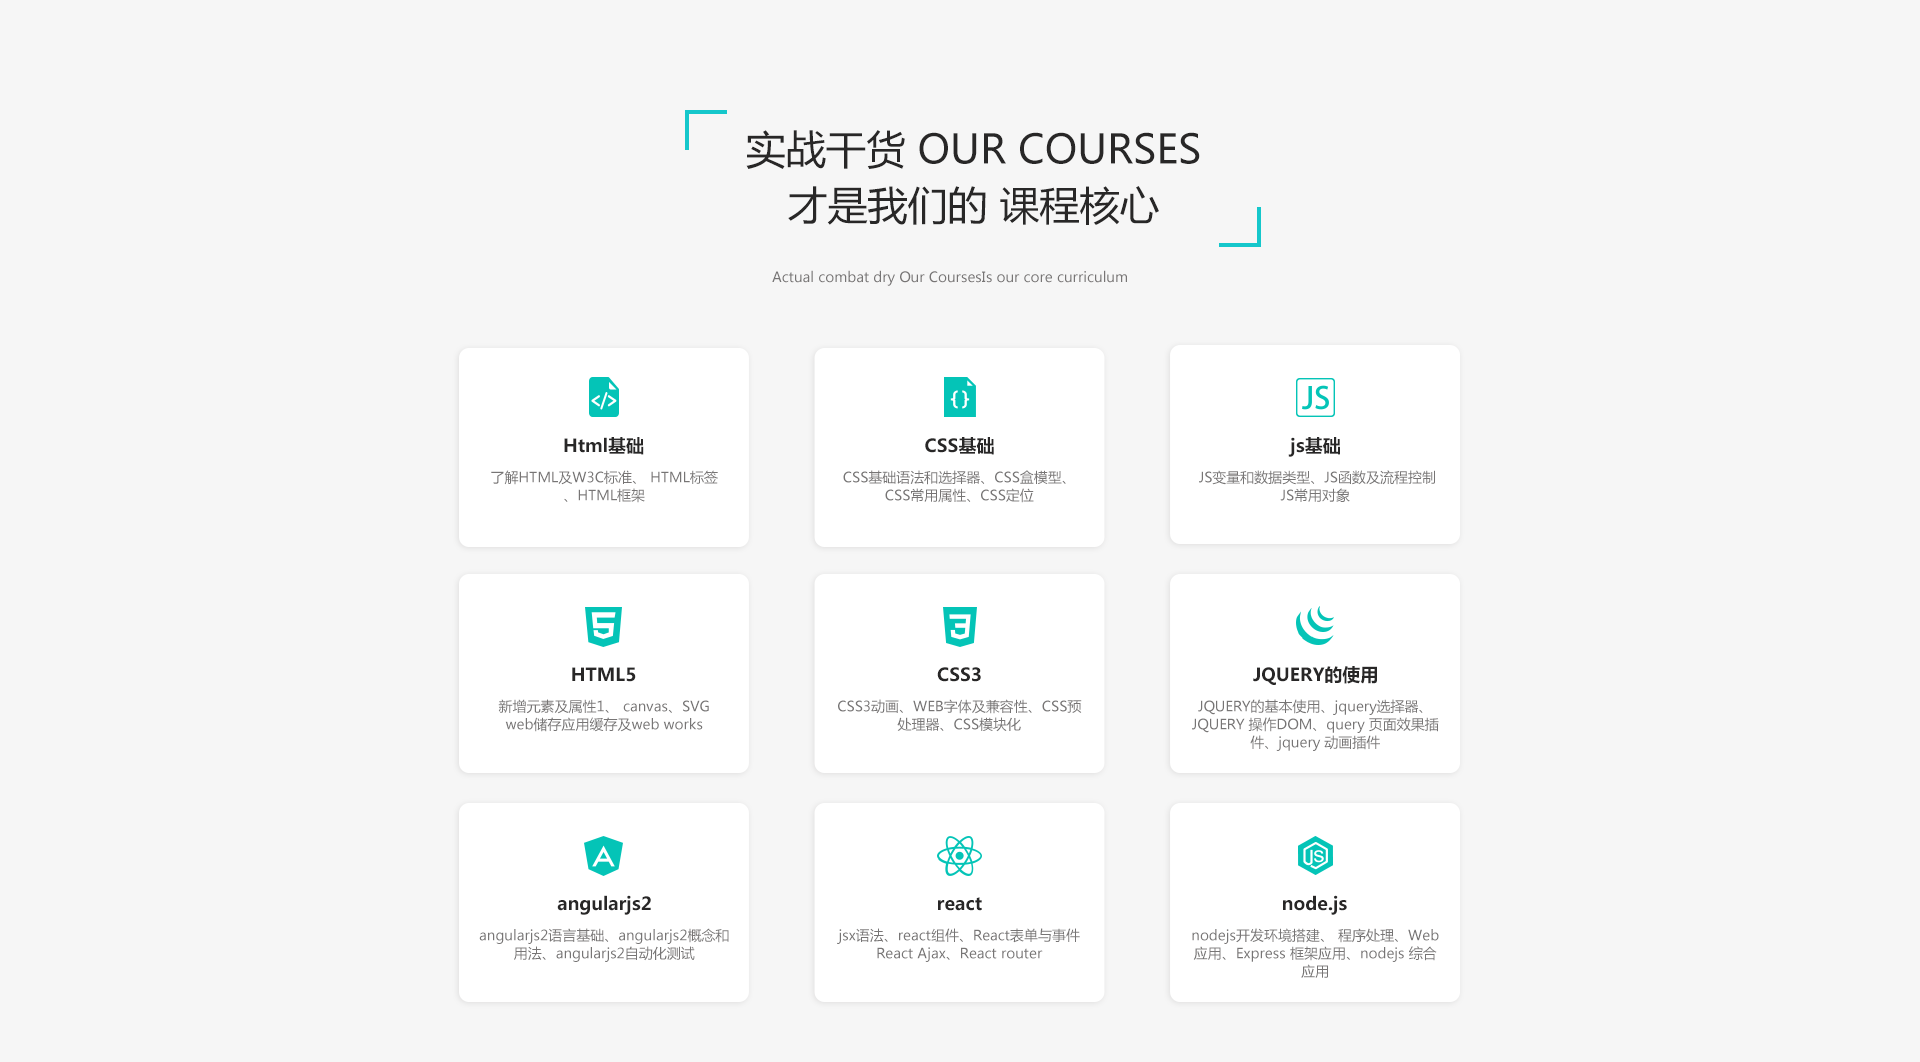 实战干货 OUR COURSES
才是我们的 课程核心
Actual combat dry Our CoursesIs our core curriculum
Html基础
了解HTML及W3C标准、 HTML标签
、HTML框架
CSS基础
CSS基础语法和选择器、CSS盒模型、
CSS常用属性、CSS定位
JS
js基础
JS变量和数据类型、JS函数及流程控制
JS常用对象
HTML5
新增元素及属性1、 canvas、SVG
web储存应用缓存及web works
CSS3
CSS3动画、WEB字体及兼容性、CSS预
处理器、CSS模块化
JQUERY的使用
JQUERY的基本使用、jquery选择器、
JQUERY 操作DOM、query 页面效果插
件、jquery 动画插件
angularjs2
angularjs2语言基础、angularjs2概念和
用法、angularjs2自动化测试
react
jsx语法、react组件、React表单与事件
React Ajax、React router
JS
node.js
nodejs开发环境搭建、 程序处理、Web
应用、Express 框架应用、nodejs 综合
应用